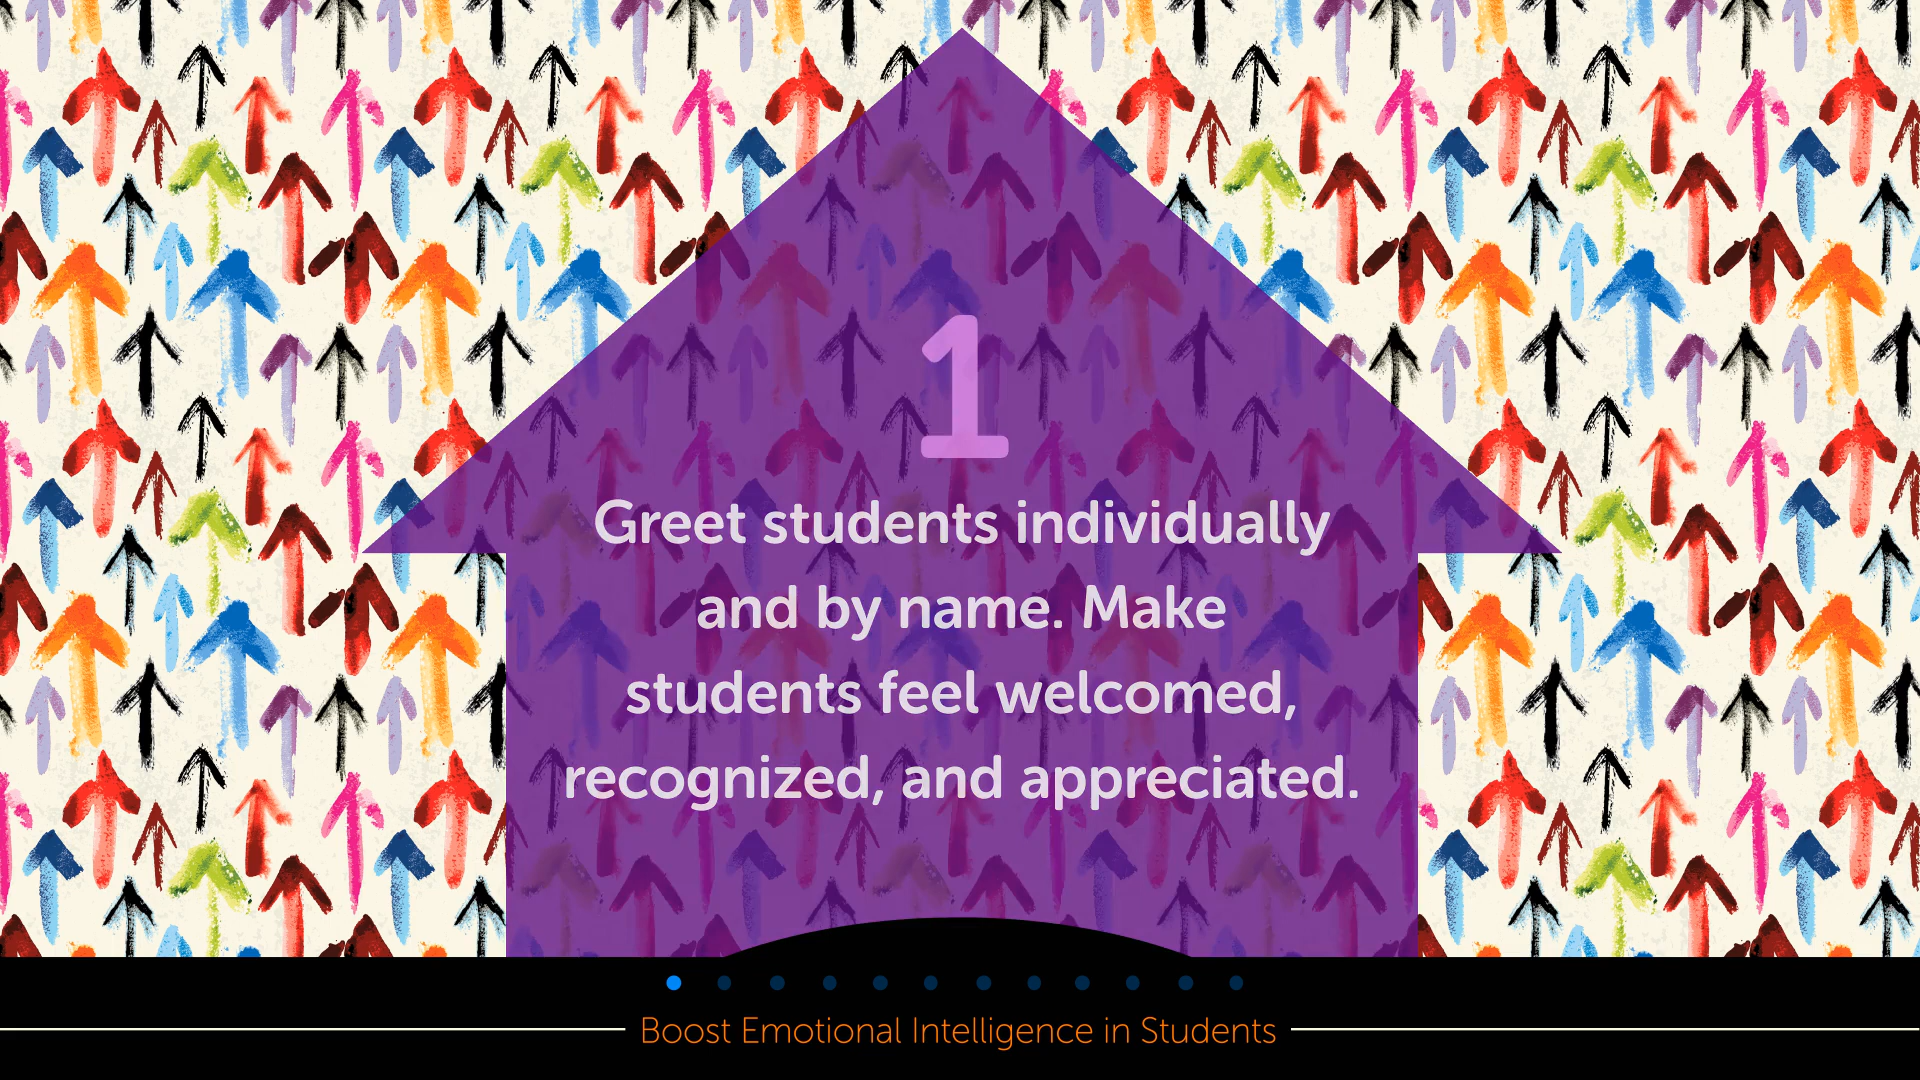 1
Greet students individually
and by name. Make
students feel welcomed,
recognized, and appreciated.
Boost Emotional Intelligence in Students